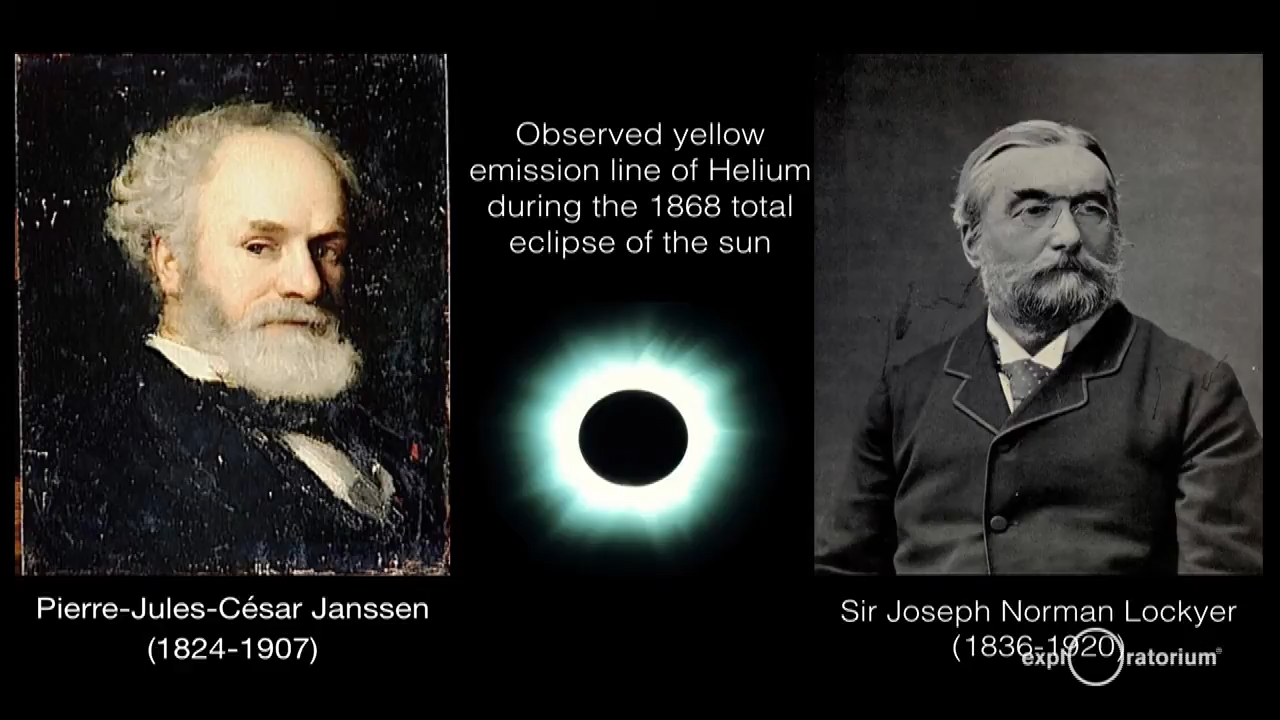 Observed yellow
emission line of Helium
during the 1868 total
eclipse of the sun
Pierre-Jules-César Janssen
(1824-1907)
Sir Joseph Norman Lockyer
(1836-1920)
exploratorium®